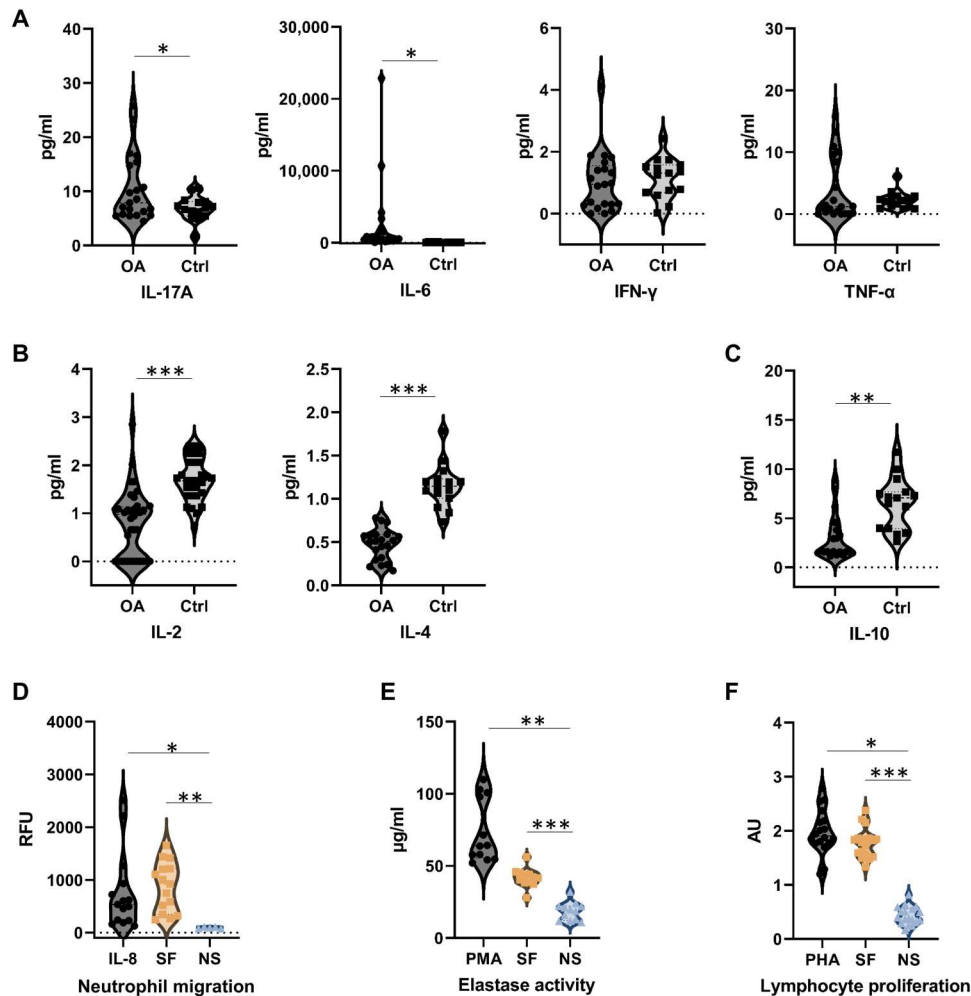 A
40
30
20
10
0
pg/ml
*
OA
Ctrl
IL-17A
30,000
20,000
10,000
0
pg/ml
*
OA
Ctrl
IL-6
6
4
2
0
pg/ml
OA
Ctrl
IFN-γ
30
20
10
0
pg/ml
OA
Ctrl
TNF-α
B
4
3
2
1
0
pg/ml
***
OA
Ctrl
IL-2
2.5
2.0
1.5
1.0
0.5
0.0
pg/ml
***
OA
Ctrl
IL-4
C
20
15
10
5
0
pg/ml
**
OA
Ctrl
IL-10
D
4000
3000
2000
1000
0
RFU
*
**
IL-8
SF
NS
Neutrophil migration
E
150
100
50
0
µg/ml
**
***
PMA
SF
NS
Elastase activity
F
4
3
2
1
0
AU
*
***
PHA
SF
NS
Lymphocyte proliferation